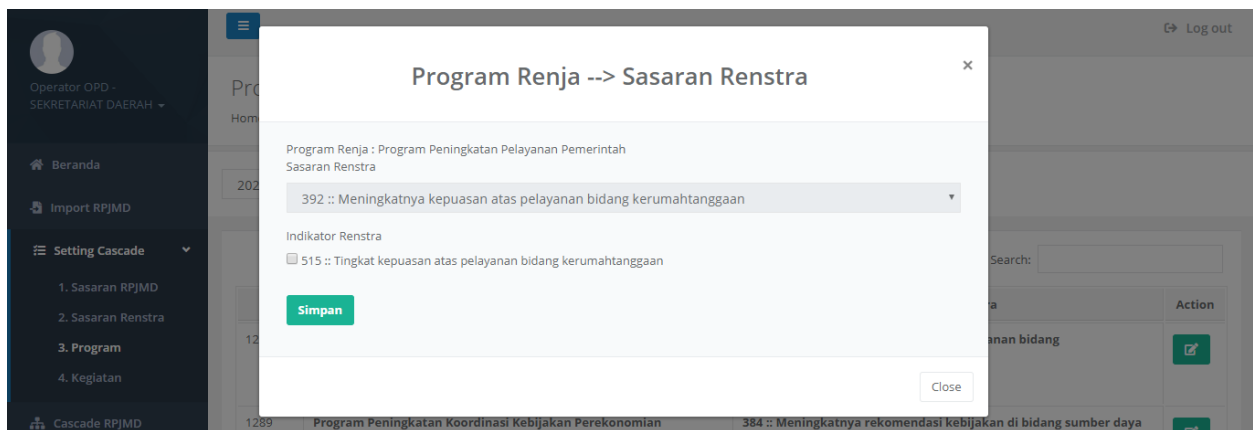 Log out
Program Renja --> Sasaran Renstra
×
Operator OPD -
SEKRETARIAT DAERAH
Program Renja : Program Peningkatan Pelayanan Pemerintah
Sasaran Renstra
392 :: Meningkatnya kepuasan atas pelayanan bidang kerumahtanggaan
Indikator Renstra
515 :: Tingkat kepuasan atas pelayanan bidang kerumahtanggaan
Simpan
Close
Beranda
Import RPJMD
Setting Cascade
1. Sasaran RPJMD
2. Sasaran Renstra
3. Program
4. Kegiatan
Cascade RPJMD
Search:
Action
bidang
1289 Program Peningkatan Koordinasi Kebijakan Perekonomian 384 :: Meningkatnya rekomendasi kebijakan di bidang sumber daya